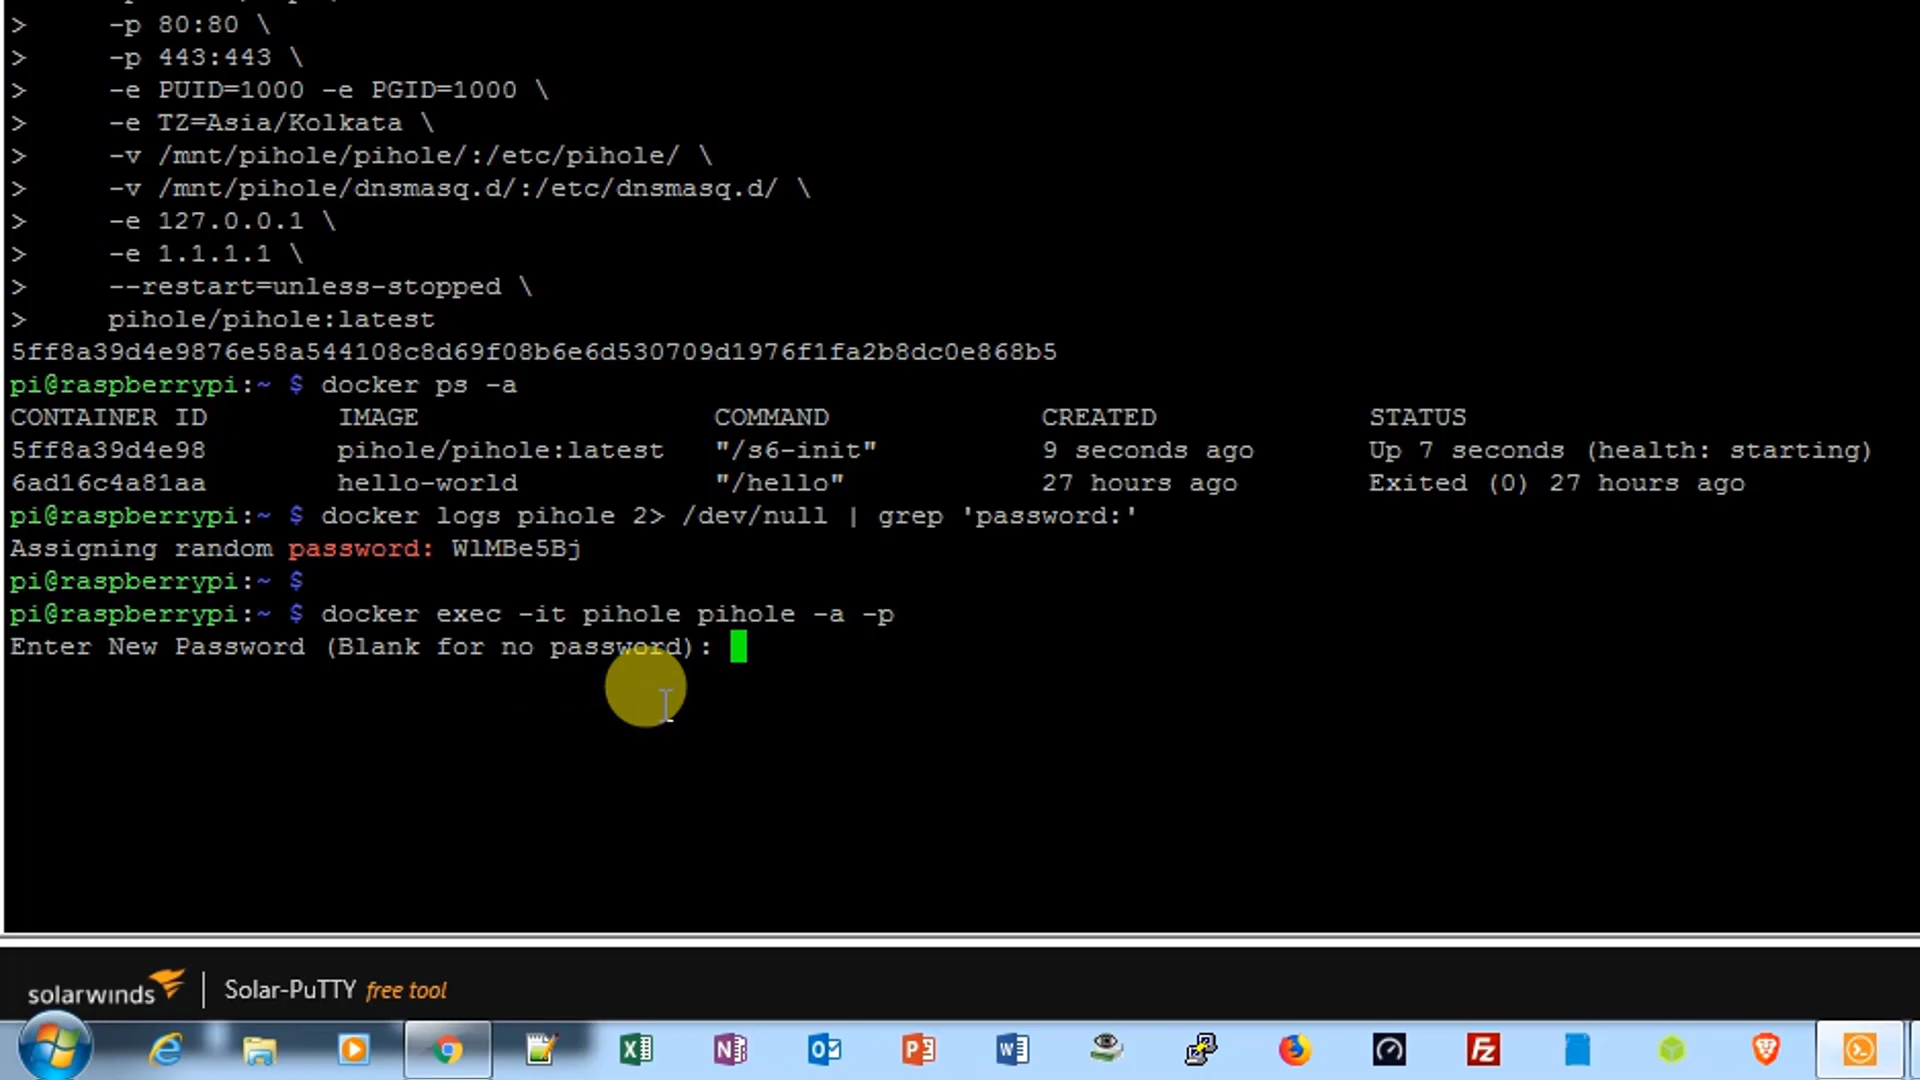 > -p 80:80 \
> -p 443:443 \
> -e PUID=1000 -e PGID=1000 \
> -e TZ=Asia/Kolkata \
> -v /mnt/pihole/pihole/:/etc/pihole/ \
> -v /mnt/pihole/dnsmasq.d/:/etc/dnsmasq.d/ \
> -e 127.0.0.1 \
> -e 1.1.1.1 \
> --restart=unless-stopped \
> pihole/pihole:latest
5ff8a39d4e9876e58a544108c8d69f08b6e6d530709d1976f1fa2b8dc0e868b5
pi@raspberrypi:~ $ docker ps -a
CONTAINER ID IMAGE COMMAND CREATED STATUS
5ff8a39d4e98 pihole/pihole:latest "/s6-init" 9 seconds ago Up 7 seconds (health: starting)
6ad16c4a81aa hello-world "/hello" 27 hours ago Exited (0) 27 hours ago
pi@raspberrypi:~ $ docker logs pihole 2> /dev/null | grep 'password:'
Assigning random password: WlMBe5Bj
pi@raspberrypi:~ $
pi@raspberrypi:~ $ docker exec -it pihole pihole -a -p
Enter New Password (Blank for no password):
solarwinds | Solar-PuTTY free tool